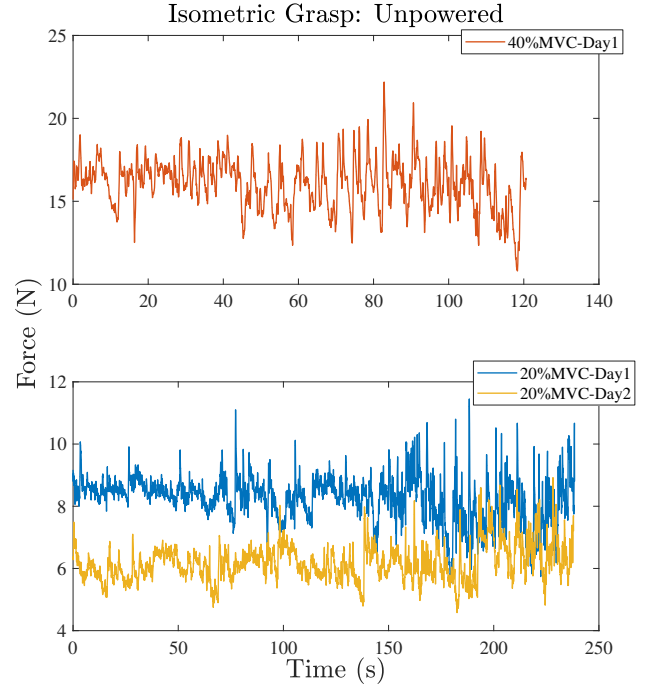 Isometric Grasp: Unpowered
40%MVC-Day1
25
20
15
10
0 20 40 60 80 100 120 140
Force (N)
20%MVC-Day1
20%MVC-Day2
12
10
8
6
4
0 50 100 150 200 250
Time (s)